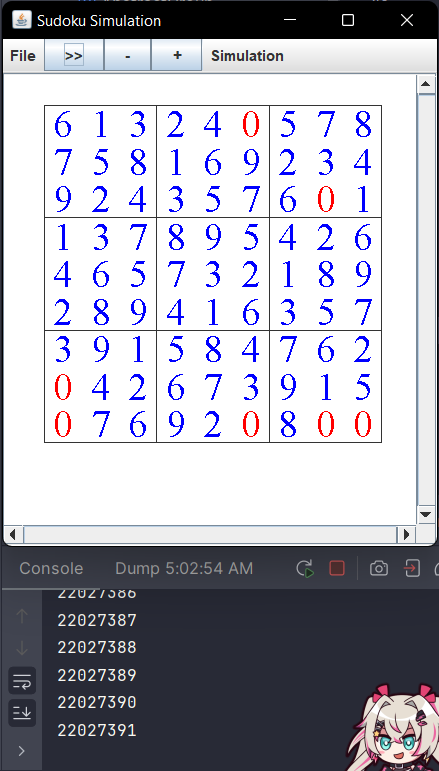 Sudoku Simulation
File >> - + Simulation
6 1 3 2 4 0 5 7 8
7 5 8 1 6 9 2 3 4
9 2 4 3 5 7 6 0 1
1 3 7 8 9 5 4 2 6
4 6 5 7 3 2 1 8 9
2 8 9 4 1 6 3 5 7
3 9 1 5 8 4 7 6 2
0 4 2 6 7 3 9 1 5
0 7 6 9 2 0 8 0 0
Console Dump 5:02:54 AM
22027386
22027387
22027388
22027389
22027390
22027391